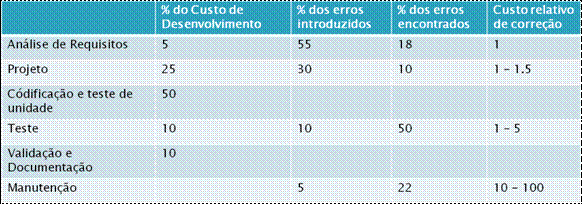 % do Custo de Desenvolvimento % dos erros introduzidos % dos erros encontrados Custo relativo de correção
Análise de Requisitos 5 55 18 1
Projeto 25 30 10 1 – 1.5
Códificação e teste de unidade 50
Teste 10 10 50 1 – 5
Validação e Documentação 10
Manutenção 5 22 10 – 100